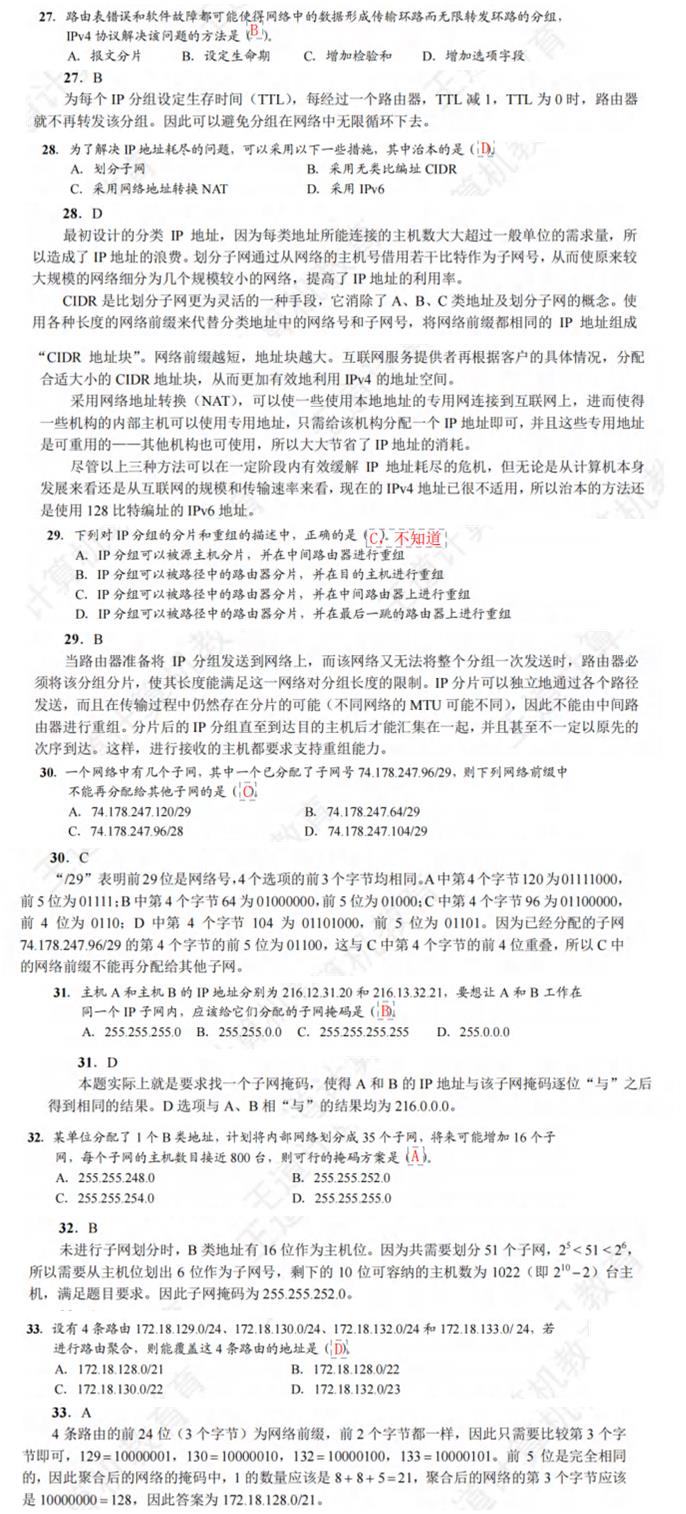 27. 路由表错误和软件故障都可能使得网络中的数据形成传输环路而无限转发环路的分组，
IPv4 协议解决该问题的方法是（ B ）。
A. 报文分片 B. 设定生命期 C. 增加检验和 D. 增加选项字段
27. B
为每个 IP 分组设定生存时间（TTL），每经过一个路由器，TTL 减 1，TTL 为 0 时，路由器
就不再转发该分组。因此可以避免分组在网络中无限循环下去。
28. 为了解决 IP 地址耗尽的问题，可以采用以下一些措施，其中治本的是（ D ）。
A. 划分子网 B. 采用无类比编址 CIDR
C. 采用网络地址转换 NAT D. 采用 IPv6
28. D
最初设计的分类 IP 地址，因为每类地址所能连接的主机数大大超过一般单位的需求量，所
以造成了 IP 地址的浪费。划分子网通过从网络的主机号借用若干比特作为子网号，从而使原来较
大规模的网络细分为几个规模较小的网络，提高了 IP 地址的利用率。
CIDR 是比划分子网更为灵活的一种手段，它消除了 A、B、C 类地址及划分子网的概念。使
用各种长度的网络前缀来代替分类地址中的网络号和子网号，将网络前缀都相同的 IP 地址组成
“CIDR 地址块”。网络前缀越短，地址块越大。互联网服务提供者再根据客户的具体情况，分配
合适大小的 CIDR 地址块，从而更加有效地利用 IPv4 的地址空间。
采用网络地址转换（NAT），可以使一些使用本地地址的专用网连接到互联网上，进而使得
一些机构的内部主机可以使用专用地址，只需给该机构分配一个 IP 地址即可，并且这些专用地址
是可重用的——其他机构也可使用，所以大大节省了 IP 地址的消耗。
尽管以上三种方法可以在一定阶段内有效缓解 IP 地址耗尽的危机，但无论是从计算机本身
发展来看还是从互联网的规模和传输速率来看，现在的 IPv4 地址已很不适用，所以治本的方法还
是使用 128 比特编址的 IPv6 地址。
29. 下列对 IP 分组的分片和重组的描述中，正确的是（ C，不知道 ）。
A. IP 分组可以被源主机分片，并在中间路由器进行重组
B. IP 分组可以被路径中的路由器分片，并在目的主机进行重组
C. IP 分组可以被路径中的路由器分片，并在中间路由器上进行重组
D. IP 分组可以被路径中的路由器分片，并在最后一跳的路由器上进行重组
29. B
当路由器准备将 IP 分组发送到网络上，而该网络又无法将整个分组一次发送时，路由器必
须将该分组分片，使其长度能满足这一网络对分组长度的限制。IP 分片可以独立地通过各个路径
发送，而且在传输过程中仍然存在分片的可能（不同网络的 MTU 可能不同），因此不能由中间路
由器进行重组。分片后的 IP 分组直至到达目的主机后才能汇集在一起，并且甚至不一定以原先的
次序到达。这样，进行接收的主机都要求支持重组能力。
30. 一个网络中有几个子网，其中一个已分配了子网号 74.178.247.96/29，则下列网络前缀中
不能再分配给其他子网的是（ O ）。
A. 74.178.247.120/29 B. 74.178.247.64/29
C. 74.178.247.96/28 D. 74.178.247.104/29
30. C
“/29”表明前29位是网络号，4个选项的前3个字节均相同。A中第4个字节120为01111000，
前 5 位为 01111；B 中第 4 个字节 64 为 01000000，前 5 位为 01000；C 中第 4 个字节 96 为 01100000，
前 4 位为 0110；D 中第 4 个字节 104 为 01101000，前 5 位为 01101。因为已经分配的子网
74.178.247.96/29 的第 4 个字节的前 5 位为 01100，这与 C 中第 4 个字节的前 4 位重叠，所以 C 中
的网络前缀不能再分配给其他子网。
31. 主机 A 和主机 B 的 IP 地址分别为 216.12.31.20 和 216.13.32.21，要想让 A 和 B 工作在
同一个 IP 子网内，应该给它们分配的子网掩码是（ B ）。
A. 255.255.255.0 B. 255.255.0.0 C. 255.255.255.255 D. 255.0.0.0
31. D
本题实际上就是要求找一个子网掩码，使得 A 和 B 的 IP 地址与该子网掩码逐位“与”之后
得到相同的结果。D 选项与 A、B 相“与”的结果均为 216.0.0.0。
32. 某单位分配了 1 个 B 类地址，计划将内部网络划分成 35 个子网，将来可能增加 16 个子
网，每个子网的主机数目接近 800 台，则可行的掩码方案是（ A ）。
A. 255.255.248.0 B. 255.255.252.0
C. 255.255.254.0 D. 255.255.255.0
32. B
未进行子网划分时，B 类地址有 16 位作为主机位。因为共需要划分 51 个子网，2⁵ < 51 < 2⁶，
所以需要从主机位划出 6 位作为子网号，剩下的 10 位可容纳的主机数为 1022（即 2¹⁰ − 2）台主
机，满足题目要求。因此子网掩码为 255.255.252.0。
33. 设有 4 条路由 172.18.129.0/24、172.18.130.0/24、172.18.132.0/24 和 172.18.133.0/ 24，若
进行路由聚合，则能覆盖这 4 条路由的地址是（ D ）。
A. 172.18.128.0/21 B. 172.18.128.0/22
C. 172.18.130.0/22 D. 172.18.132.0/23
33. A
4 条路由的前 24 位（3 个字节）为网络前缀，前 2 个字节都一样，因此只需要比较第 3 个字
节即可，129 = 10000001，130 = 10000010，132 = 10000100，133 = 10000101。前 5 位是完全相同
的，因此聚合后的网络的掩码中，1 的数量应该是 8 + 8 + 5 = 21，聚合后的网络的第 3 个字节应该
是 10000000 = 128，因此答案为 172.18.128.0/21。